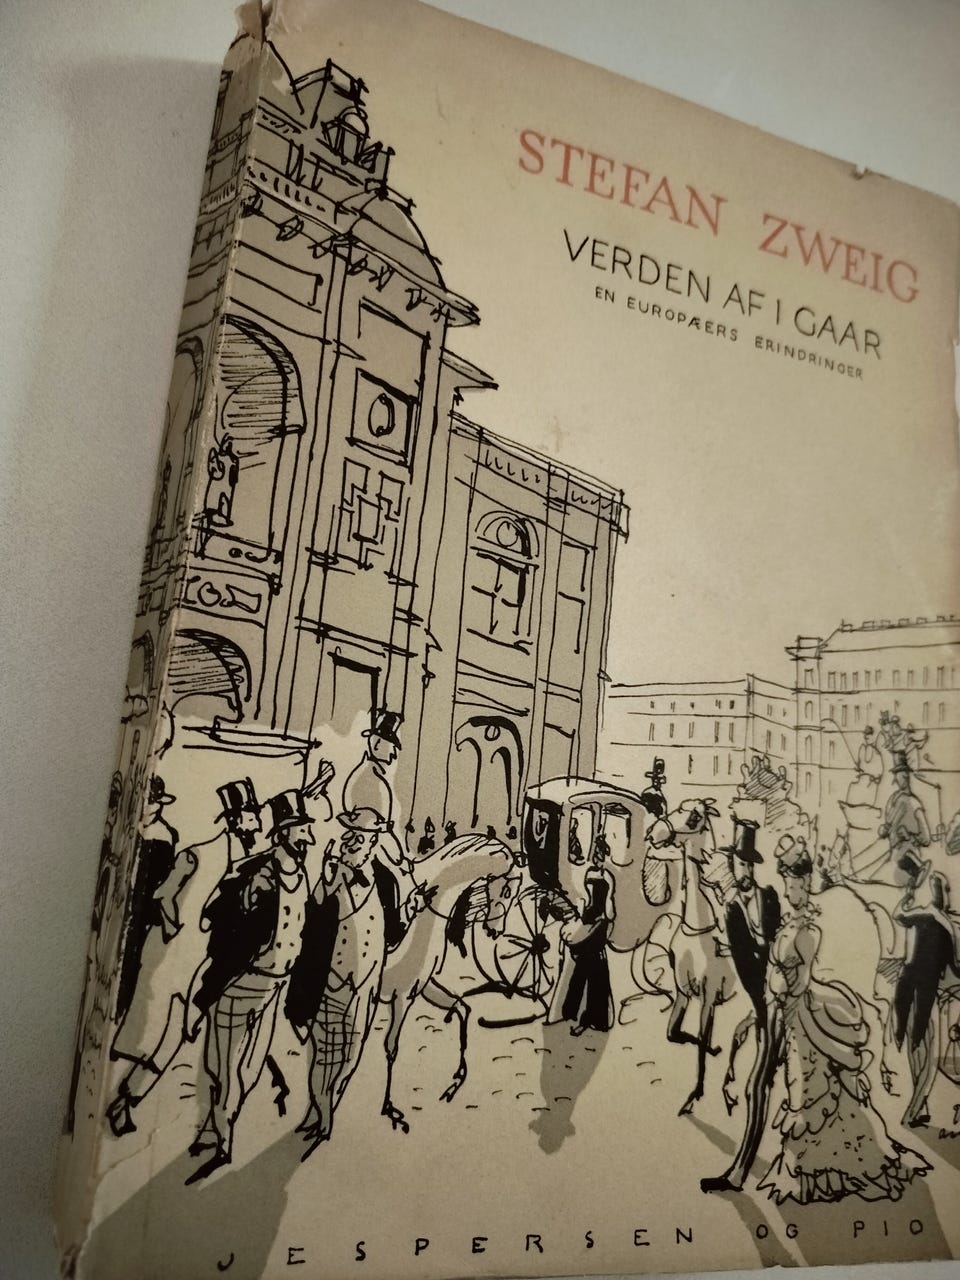 STEFAN ZWEIG
VERDEN AF I GAAR
EN EUROPÆERS ERINDRINGER
JESPERSEN OG PIO